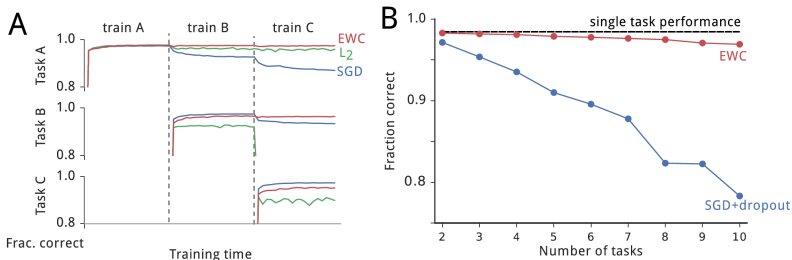 A
train A
train B
train C
Task A
1.0
0.8
EWC
L2
SGD
Task B
1.0
0.8
Task C
1.0
0.8
Frac. correct
Training time
B
single task performance
EWC
SGD+dropout
Fraction correct
1.0
0.9
0.8
2 3 4 5 6 7 8 9 10
Number of tasks